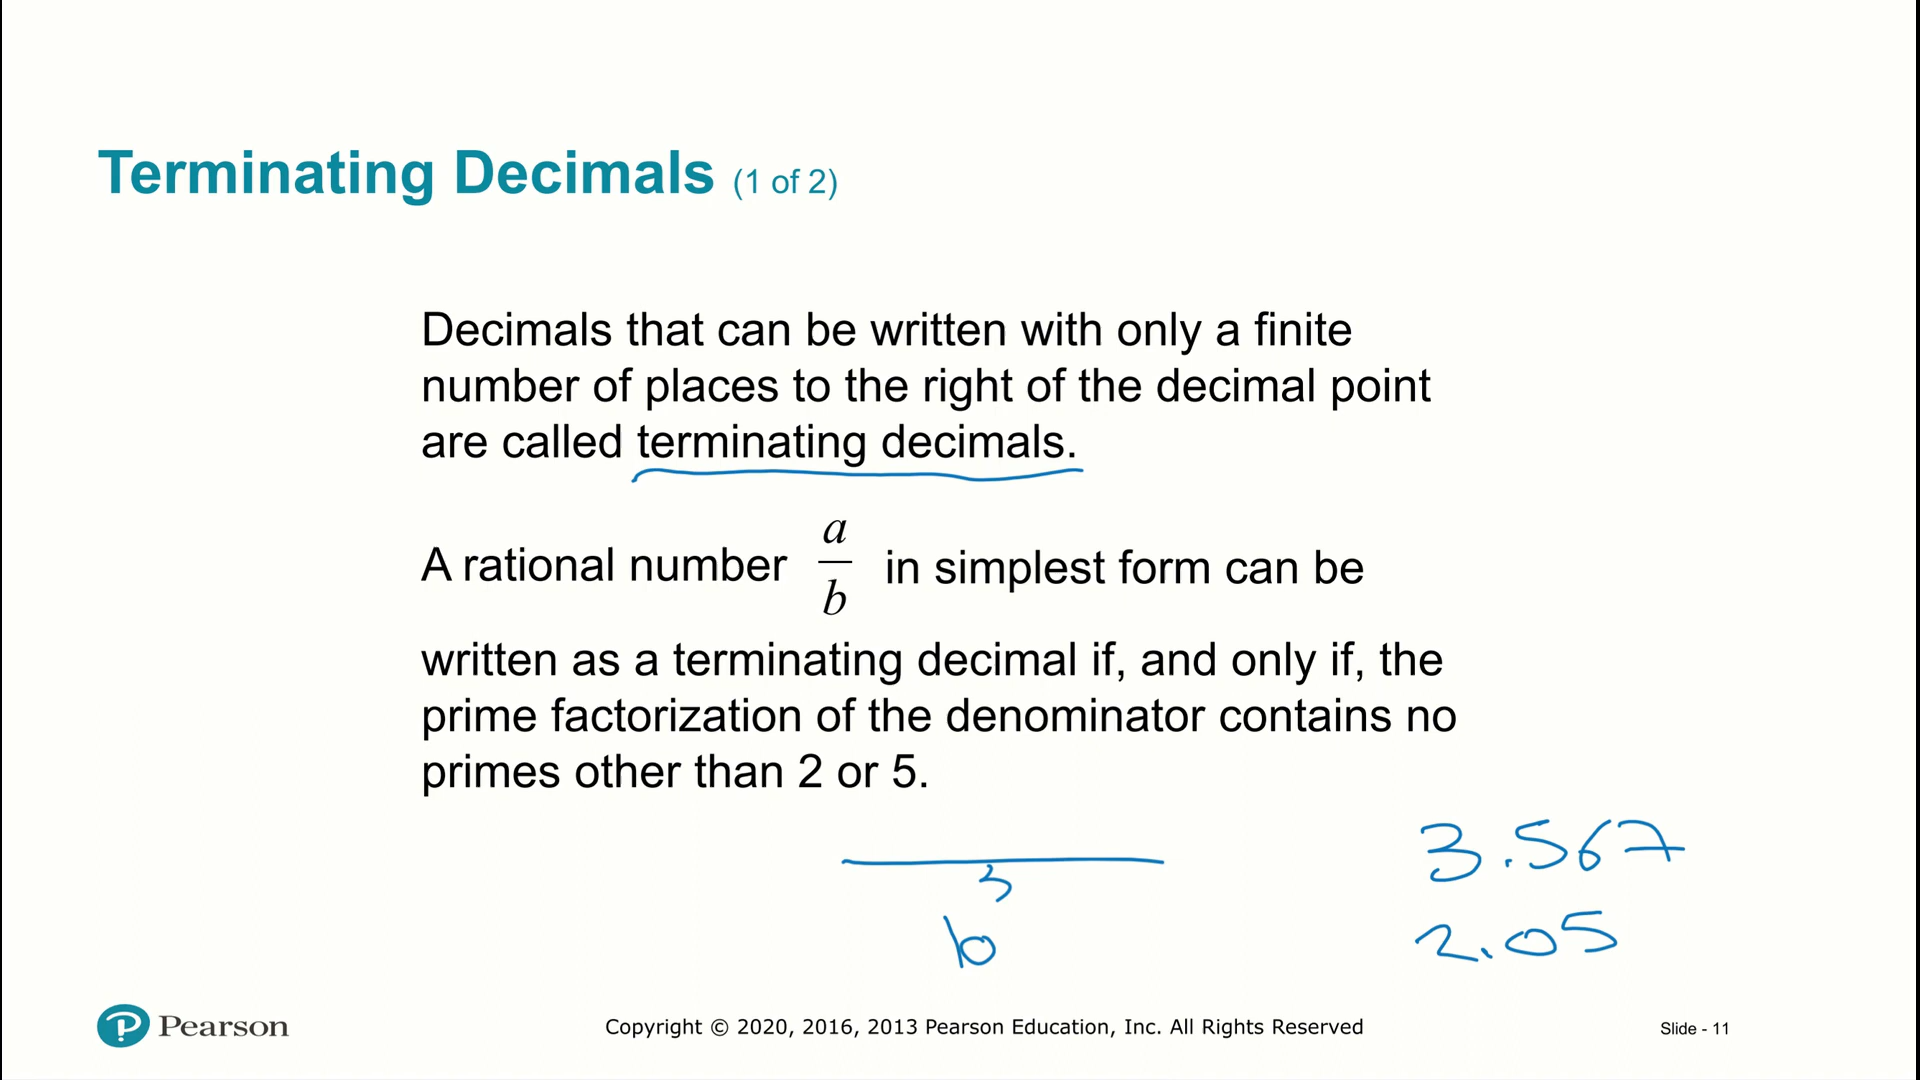 Terminating Decimals (1 of 2)
Decimals that can be written with only a finite
number of places to the right of the decimal point
are called terminating decimals.
A rational number a/b in simplest form can be
written as a terminating decimal if, and only if, the
prime factorization of the denominator contains no
primes other than 2 or 5.
3.567
3
2.05
b
Pearson
Copyright © 2020, 2016, 2013 Pearson Education, Inc. All Rights Reserved
Slide - 11